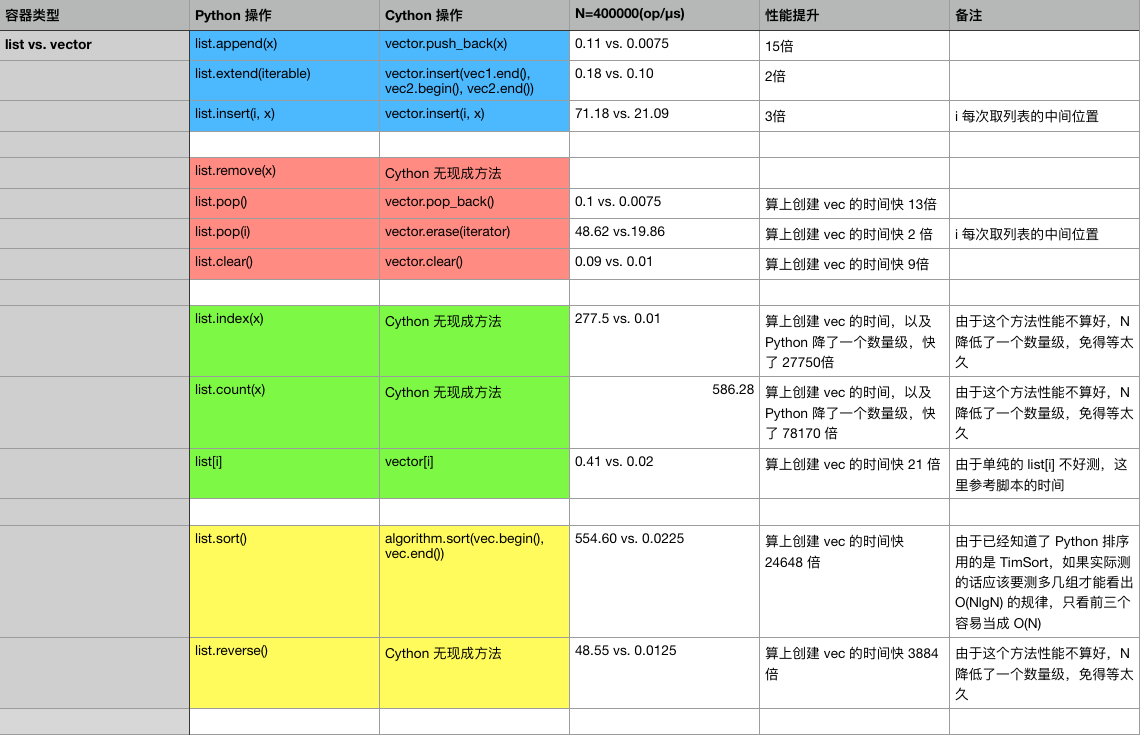 容器类型 Python 操作 Cython 操作 N=400000(op/μs) 性能提升 备注
list vs. vector list.append(x) vector.push_back(x) 0.11 vs. 0.0075 15倍
list.extend(iterable) vector.insert(vec1.end(), 0.18 vs. 0.10 2倍
vec2.begin(), vec2.end())
list.insert(i, x) vector.insert(i, x) 71.18 vs. 21.09 3倍 i 每次取列表的中间位置
list.remove(x) Cython 无现成方法
list.pop() vector.pop_back() 0.1 vs. 0.0075 算上创建 vec 的时间快 13倍
list.pop(i) vector.erase(iterator) 48.62 vs.19.86 算上创建 vec 的时间快 2 倍 i 每次取列表的中间位置
list.clear() vector.clear() 0.09 vs. 0.01 算上创建 vec 的时间快 9倍
list.index(x) Cython 无现成方法 277.5 vs. 0.01 算上创建 vec 的时间，以及 由于这个方法性能不算好，N
Python 降了一个数量级，快 降低了一个数量级，免得等太
了 27750倍 久
list.count(x) Cython 无现成方法 586.28 算上创建 vec 的时间，以及 由于这个方法性能不算好，N
Python 降了一个数量级，快 降低了一个数量级，免得等太
了 78170 倍 久
list[i] vector[i] 0.41 vs. 0.02 算上创建 vec 的时间快 21 倍 由于单纯的 list[i] 不好测，这
里参考脚本的时间
list.sort() algorithm.sort(vec.begin(), 554.60 vs. 0.0225 算上创建 vec 的时间快 由于已经知道了 Python 排序
vec.end()) 24648 倍 用的是 TimSort，如果实际测
的话应该要测多几组才能看出
O(NlgN) 的规律，只看前三个
容易当成 O(N)
list.reverse() Cython 无现成方法 48.55 vs. 0.0125 算上创建 vec 的时间快 3884 由于这个方法性能不算好，N
倍 降低了一个数量级，免得等太
久